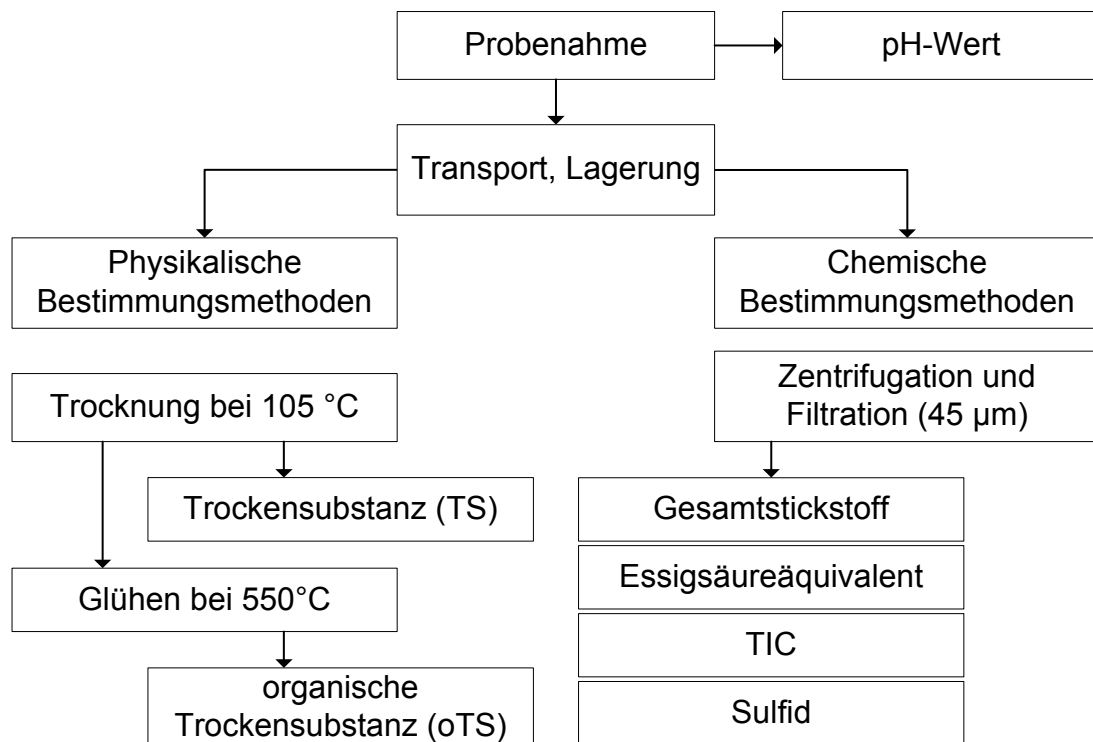 Probenahme
pH-Wert
Transport, Lagerung
Physikalische
Bestimmungsmethoden
Chemische
Bestimmungsmethoden
Trocknung bei 105 °C
Zentrifugation und
Filtration (45 µm)
Trockensubstanz (TS)
Gesamtstickstoff
Glühen bei 550°C
Essigsäureäquivalent
TIC
organische
Trockensubstanz (oTS)
Sulfid